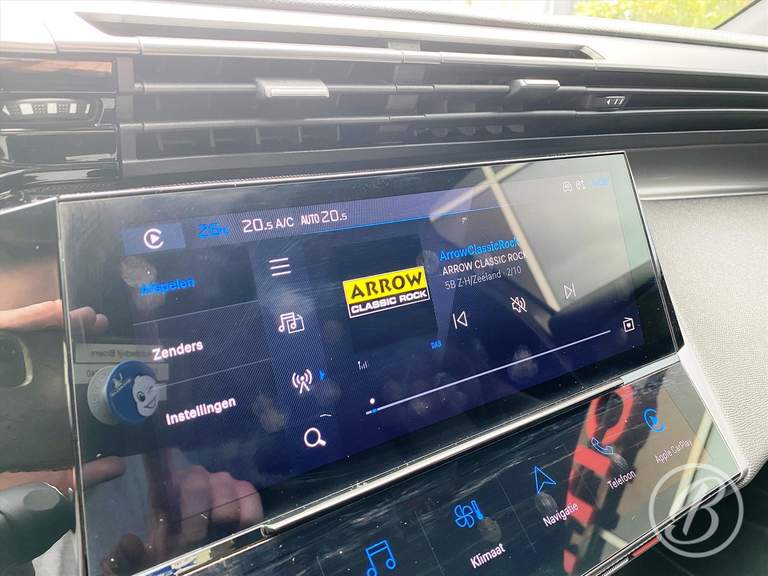 20.5 A/C AUTO 20.5
Afspelen
Zenders
Instellingen
ARROW
CLASSIC ROCK
ArrowClassicRock
ARROW CLASSIC ROCK
5B Z-H/Zeeland - 2/10
DAB
Klimaat
Navigatie
Telefoon
Apple CarPlay
B